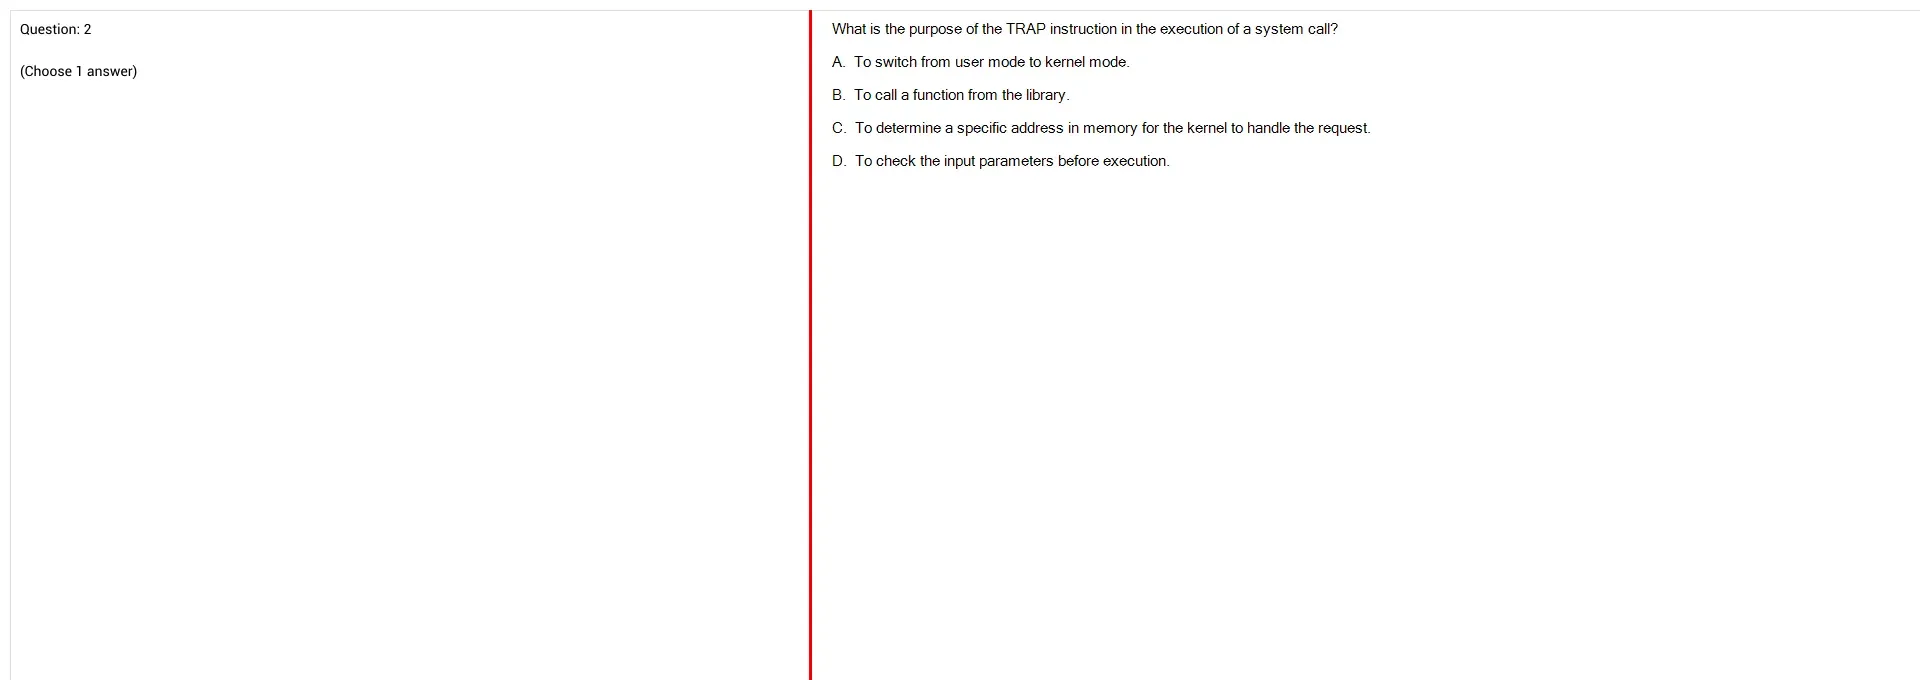 Question: 2
(Choose 1 answer)
What is the purpose of the TRAP instruction in the execution of a system call?
A. To switch from user mode to kernel mode.
B. To call a function from the library.
C. To determine a specific address in memory for the kernel to handle the request.
D. To check the input parameters before execution.